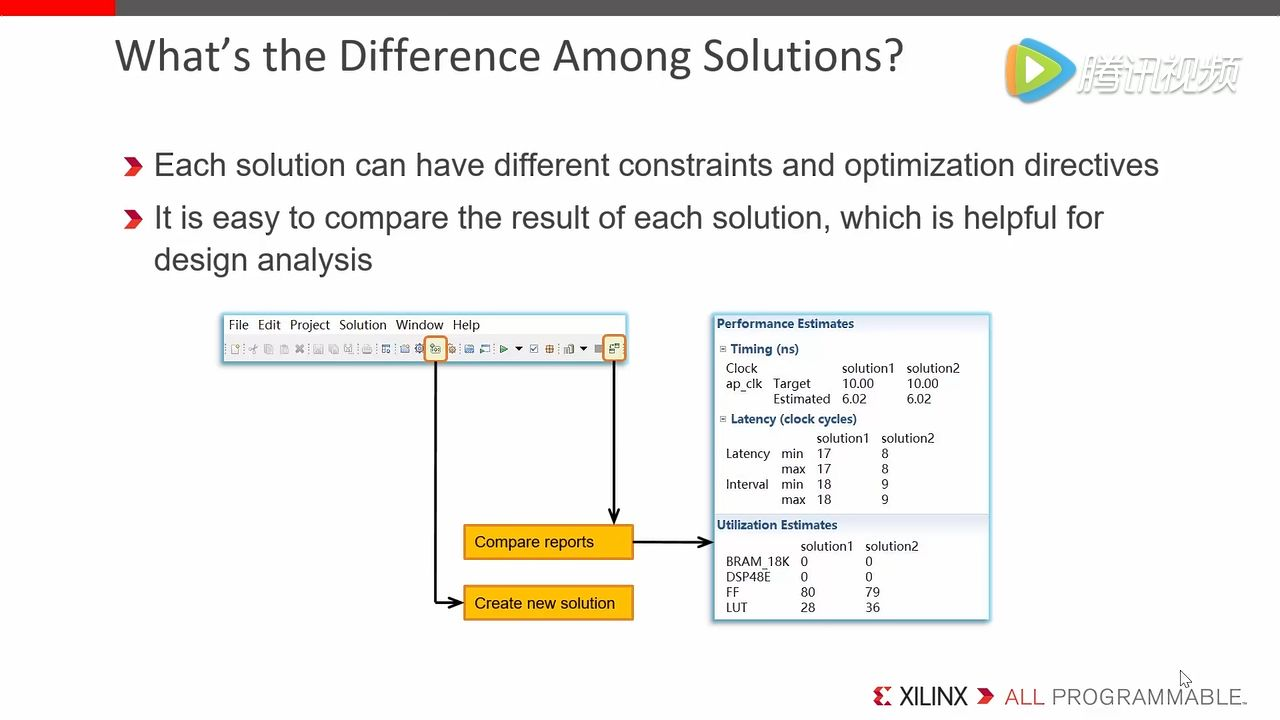 What's the Difference Among Solutions?
腾讯视频
Each solution can have different constraints and optimization directives
It is easy to compare the result of each solution, which is helpful for
design analysis
File Edit Project Solution Window Help
Performance Estimates
Timing (ns)
Clock solution1 solution2
ap_clk Target 10.00 10.00
Estimated 6.02 6.02
Latency (clock cycles)
solution1 solution2
Latency min 17 8
max 17 8
Interval min 18 9
max 18 9
Utilization Estimates
solution1 solution2
BRAM_18K 0 0
DSP48E 0 0
FF 80 79
LUT 28 36
Compare reports
Create new solution
XILINX ALL PROGRAMMABLE™